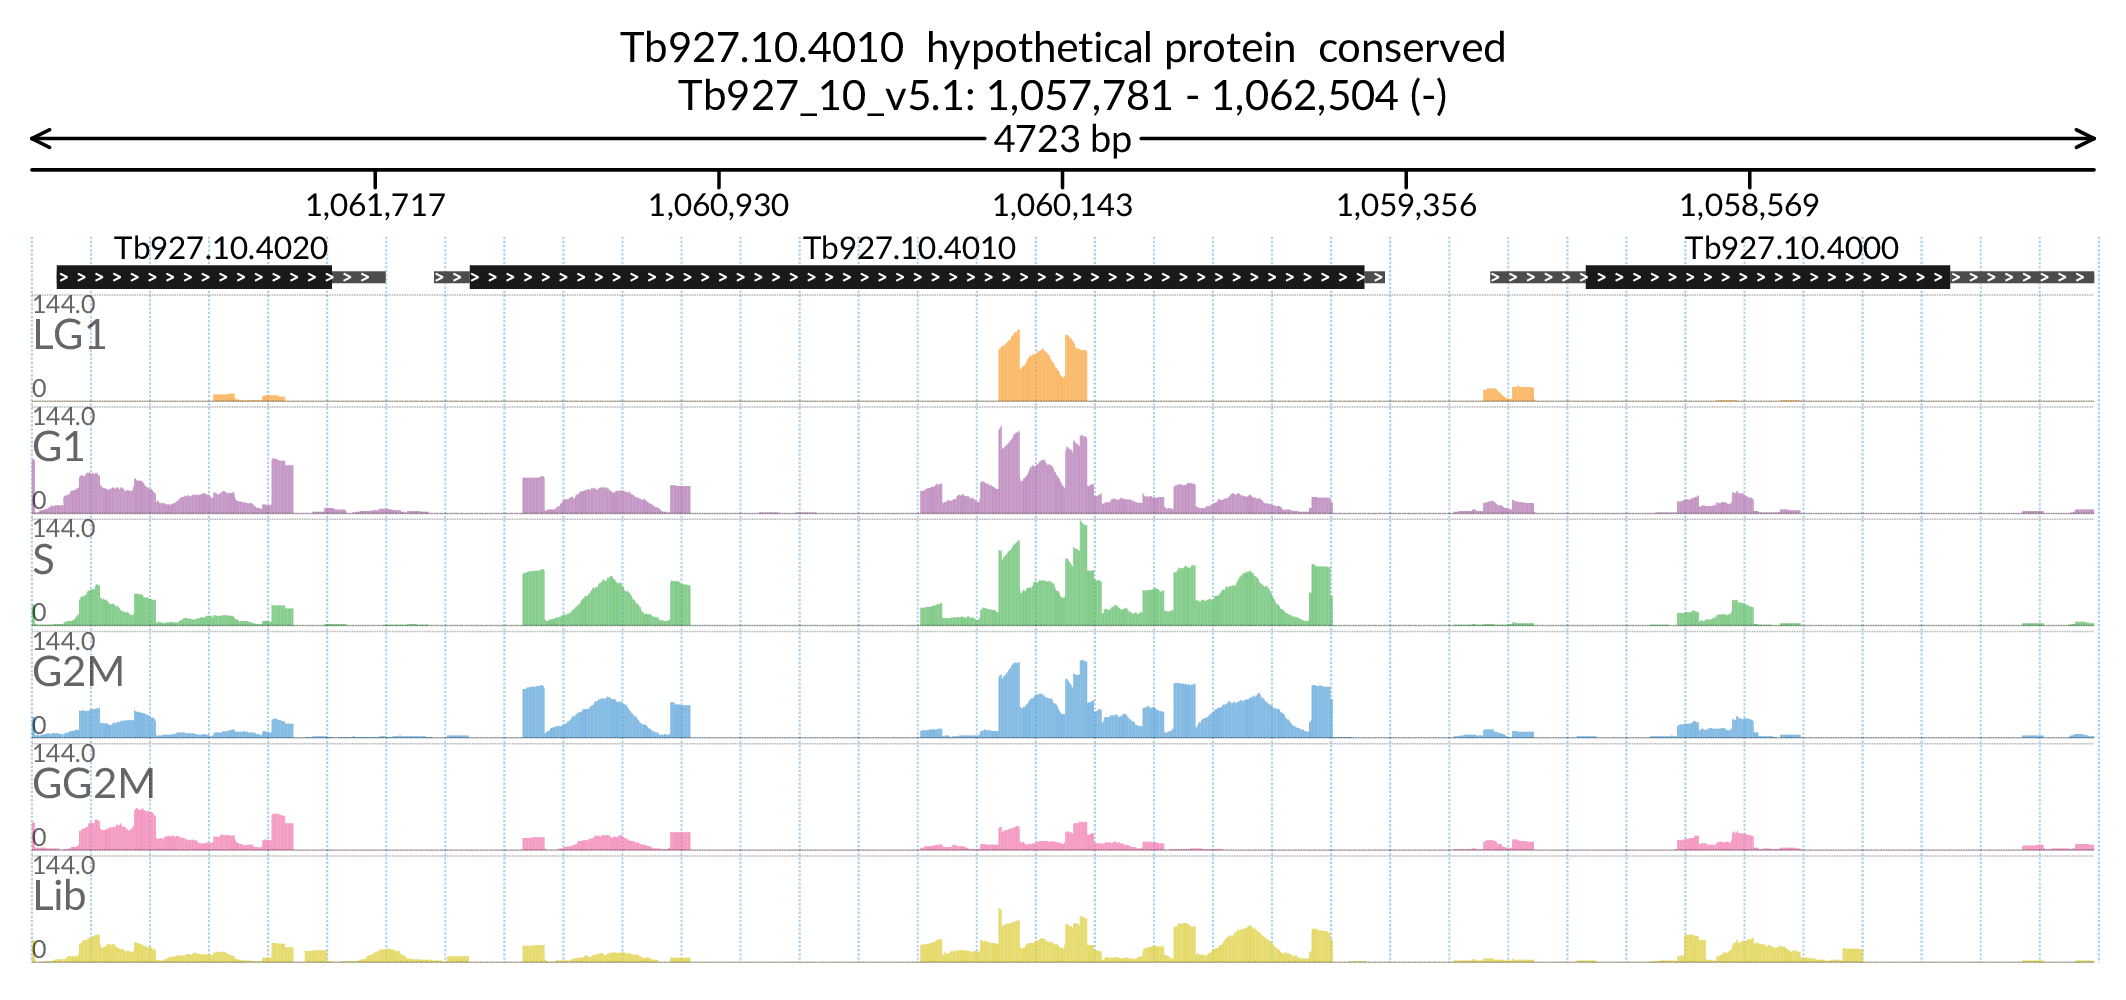 Tb927.10.4010  hypothetical protein  conserved
Tb927_10_v5.1: 1,057,781 - 1,062,504 (-)
4723 bp
1,061,717 1,060,930 1,060,143 1,059,356 1,058,569
Tb927.10.4020 Tb927.10.4010 Tb927.10.4000
144.0
LG1
0
144.0
G1
0
144.0
S
0
144.0
G2M
0
144.0
GG2M
0
144.0
Lib
0